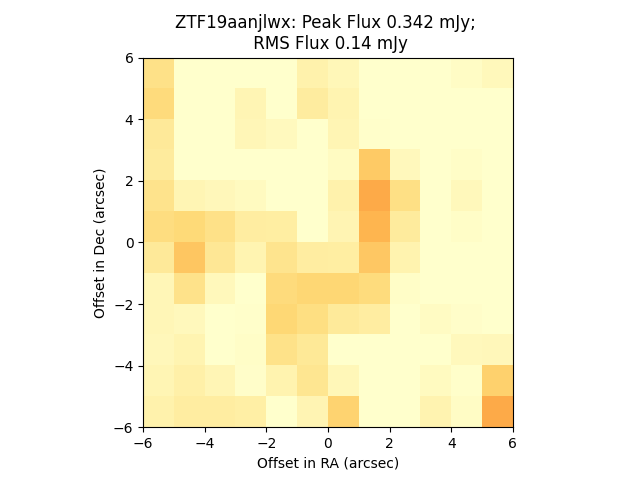 ZTF19aanjlwx: Peak Flux 0.342 mJy;
RMS Flux 0.14 mJy
6
4
2
0
−2
−4
−6
Offset in Dec (arcsec)
−6 −4 −2 0 2 4 6
Offset in RA (arcsec)